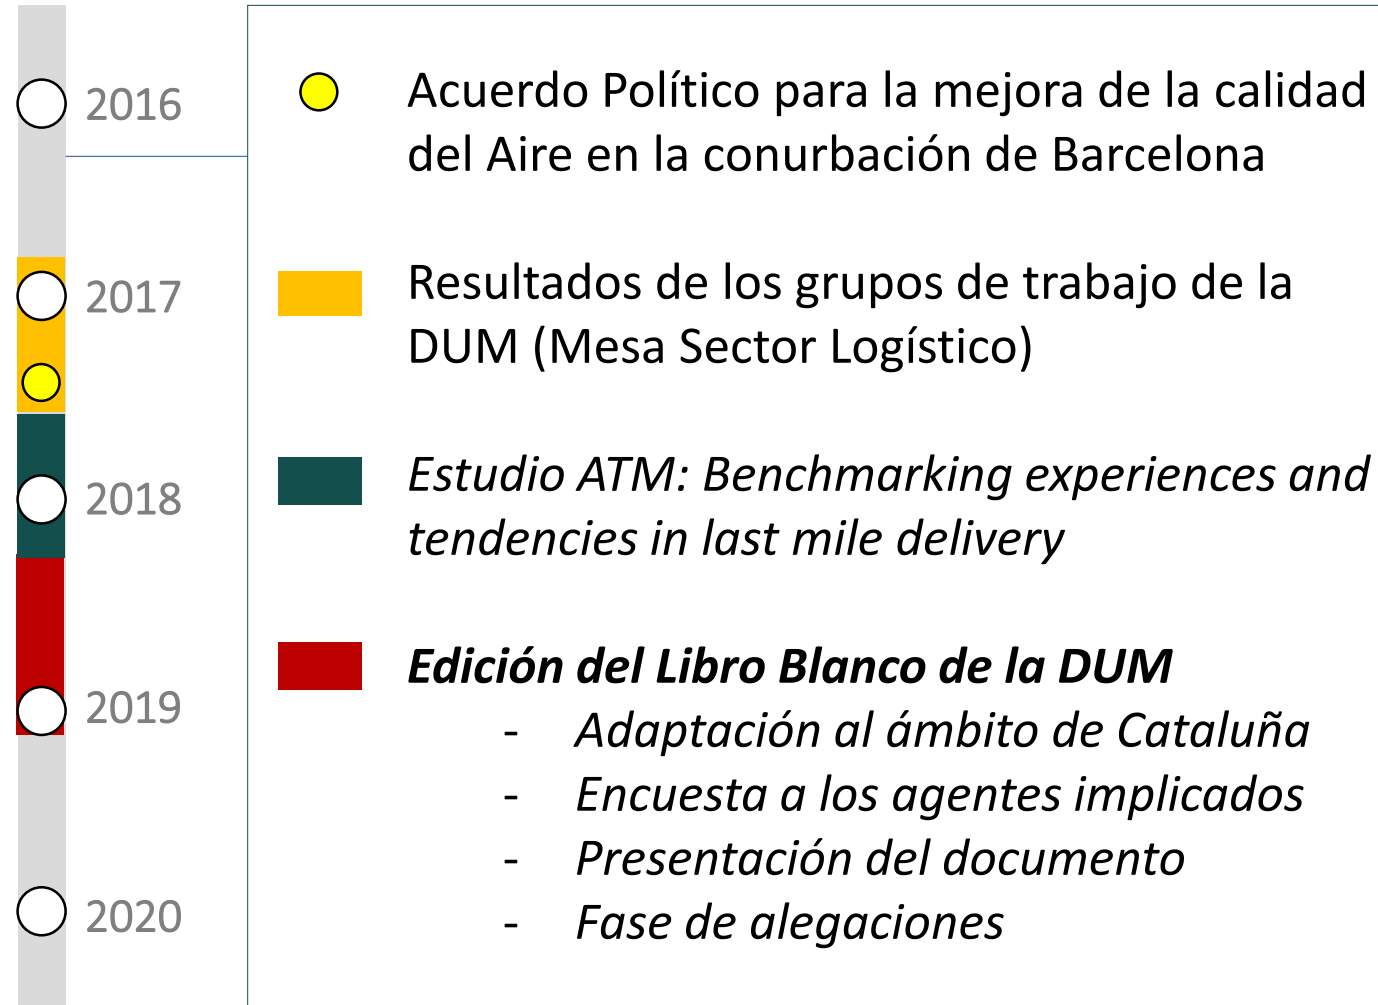 2016
Acuerdo Político para la mejora de la calidad
del Aire en la conurbación de Barcelona
2017
Resultados de los grupos de trabajo de la
DUM (Mesa Sector Logístico)
2018
Estudio ATM: Benchmarking experiences and
tendencies in last mile delivery
2019
Edición del Libro Blanco de la DUM
- Adaptación al ámbito de Cataluña
- Encuesta a los agentes implicados
- Presentación del documento
- Fase de alegaciones
2020